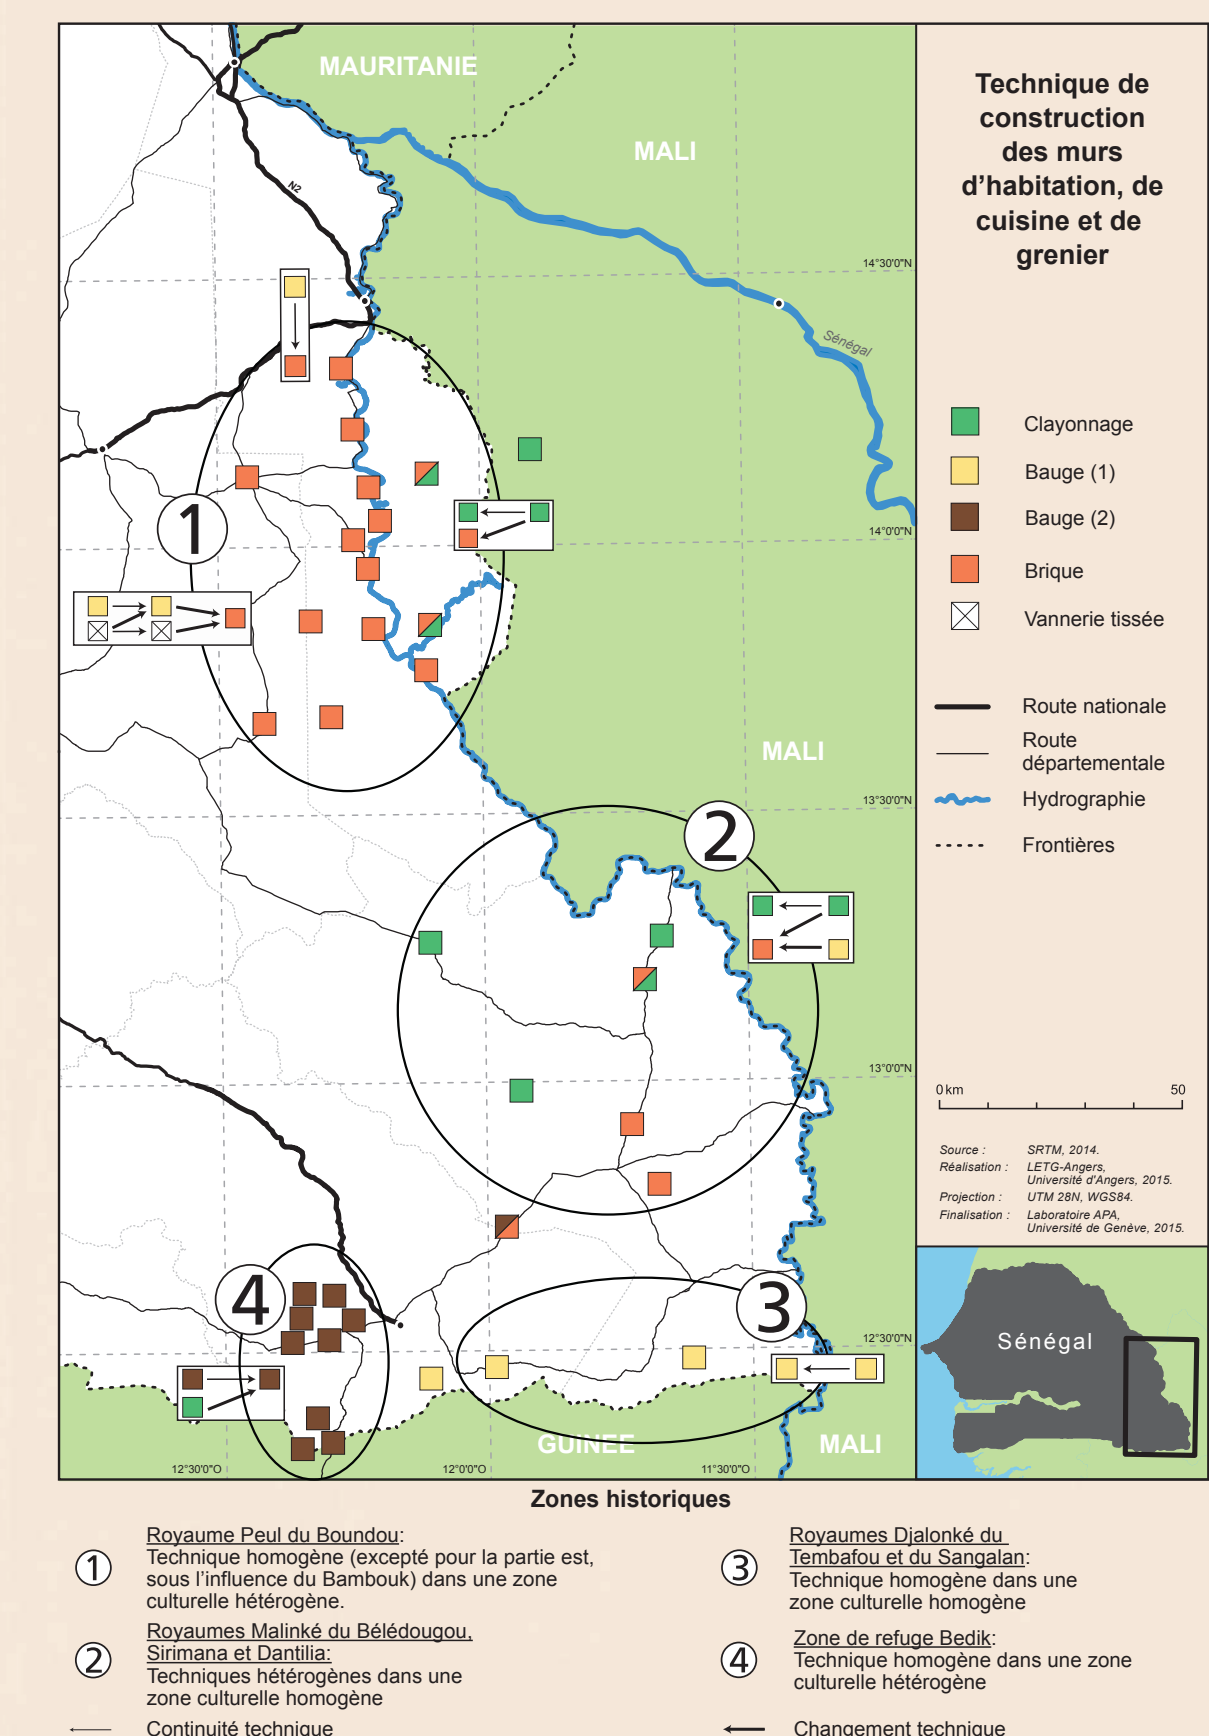 MAURITANIE
MALI
N2
14°30'0"N
Sénégal
1
14°0'0"N
MALI
13°30'0"N
2
13°0'0"N
4
3
12°30'0"N
GUINEE
MALI
12°30'0"O
12°0'0"O
11°30'0"O
Technique de
construction
des murs
d'habitation, de
cuisine et de
grenier
Clayonnage
Bauge (1)
Bauge (2)
Brique
Vannerie tissée
Route nationale
Route
départementale
Hydrographie
Frontières
0 km 50
Source : SRTM, 2014.
Réalisation : LETG-Angers,
Université d'Angers, 2015.
Projection : UTM 28N, WGS84.
Finalisation : Laboratoire APA,
Université de Genève, 2015.
Sénégal
Zones historiques
1
Royaume Peul du Boundou:
Technique homogène (excepté pour la partie est,
sous l'influence du Bambouk) dans une zone
culturelle hétérogène.
2
Royaumes Malinké du Bélédougou,
Sirimana et Dantilia:
Techniques hétérogènes dans une
zone culturelle homogène
Continuité technique
3
Royaumes Djalonké du
Tembafou et du Sangalan:
Technique homogène dans une
zone culturelle homogène
4
Zone de refuge Bedik:
Technique homogène dans une zone
culturelle hétérogène
Changement technique